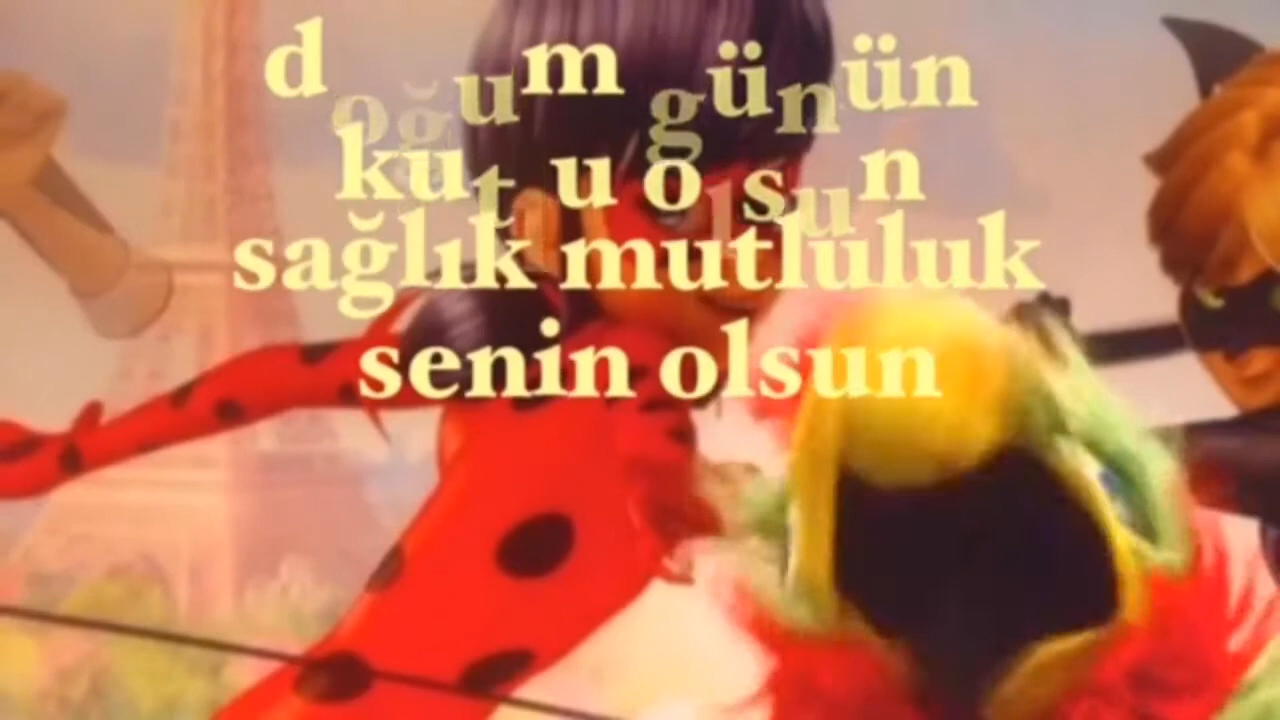 doğum günün
kutlu olsun
sağlık mutluluk
senin olsun